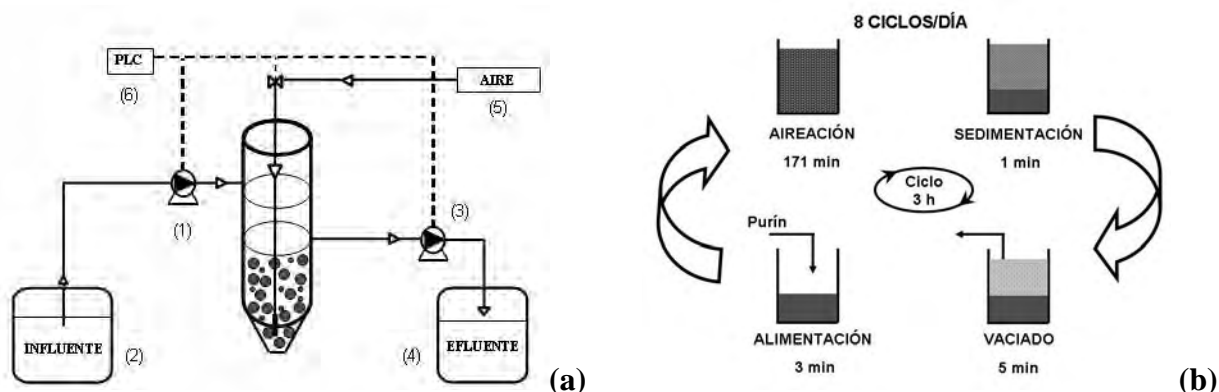 PLC
(6)
AIRE
(5)
(1)
(3)
INFLUENTE
(2)
(4)
EFLUENTE
(a)
8 CICLOS/DÍA
AIREACIÓN
171 min
SEDIMENTACIÓN
1 min
Ciclo
3 h
Purín
ALIMENTACIÓN
3 min
VACIADO
5 min
(b)